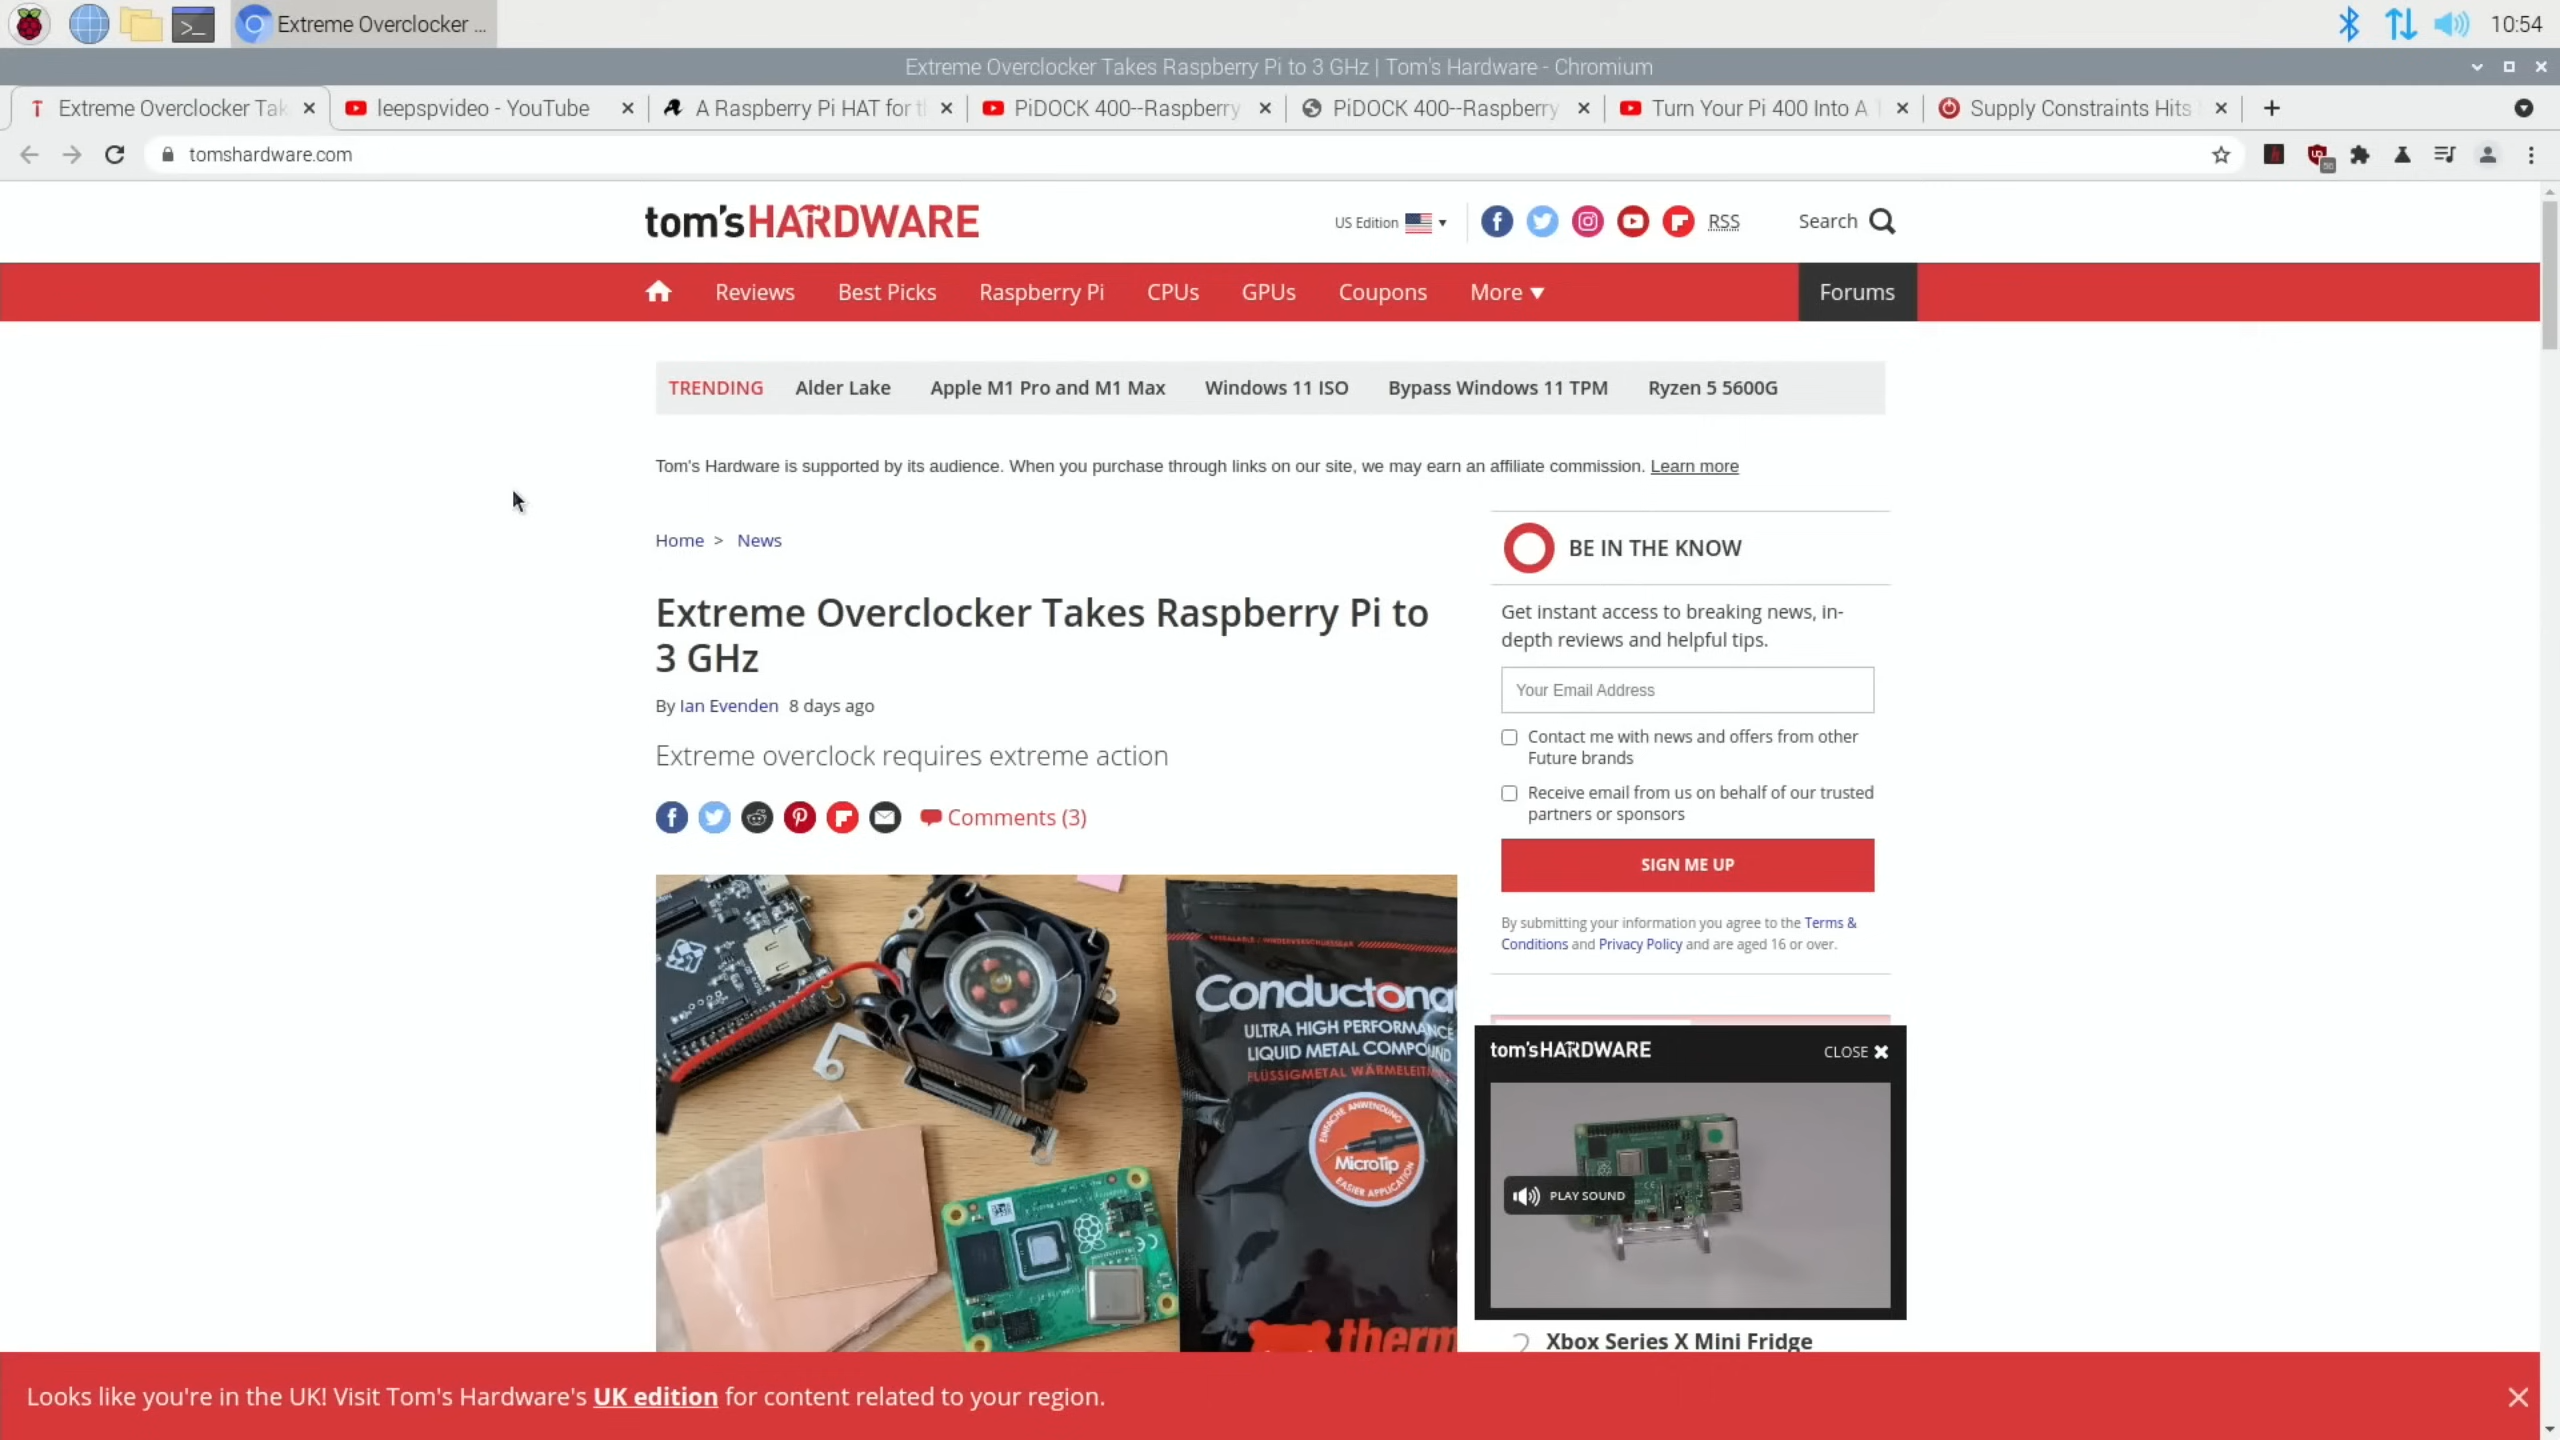 Extreme Overclocker ...
10:54
Extreme Overclocker Takes Raspberry Pi to 3 GHz | Tom's Hardware - Chromium
Extreme Overclocker Tak
leepspvideo - YouTube
A Raspberry Pi HAT for t
PiDOCK 400--Raspberry
PiDOCK 400--Raspberry
Turn Your Pi 400 Into A
Supply Constraints Hits
tomshardware.com
tom'sHARDWARE
US Edition
RSS
Search
Reviews
Best Picks
Raspberry Pi
CPUs
GPUs
Coupons
More
Forums
TRENDING
Alder Lake
Apple M1 Pro and M1 Max
Windows 11 ISO
Bypass Windows 11 TPM
Ryzen 5 5600G
Tom's Hardware is supported by its audience. When you purchase through links on our site, we may earn an affiliate commission. Learn more
Home > News
Extreme Overclocker Takes Raspberry Pi to
3 GHz
By Ian Evenden 8 days ago
Extreme overclock requires extreme action
Comments (3)
BE IN THE KNOW
Get instant access to breaking news, in-
depth reviews and helpful tips.
Your Email Address
Contact me with news and offers from other
Future brands
Receive email from us on behalf of our trusted
partners or sponsors
SIGN ME UP
By submitting your information you agree to the Terms &
Conditions and Privacy Policy and are aged 16 or over.
Conductona
ULTRA HIGH PERFORMANCE
LIQUID METAL COMPOUND
FLÜSSIGMETAL WÄRMELEIT
EINFACHE ANWENDUNG
MicroTip
EASIER APPLICATION
therm
tom'sHARDWARE
CLOSE
PLAY SOUND
2 Xbox Series X Mini Fridge
Looks like you're in the UK! Visit Tom's Hardware's UK edition for content related to your region.